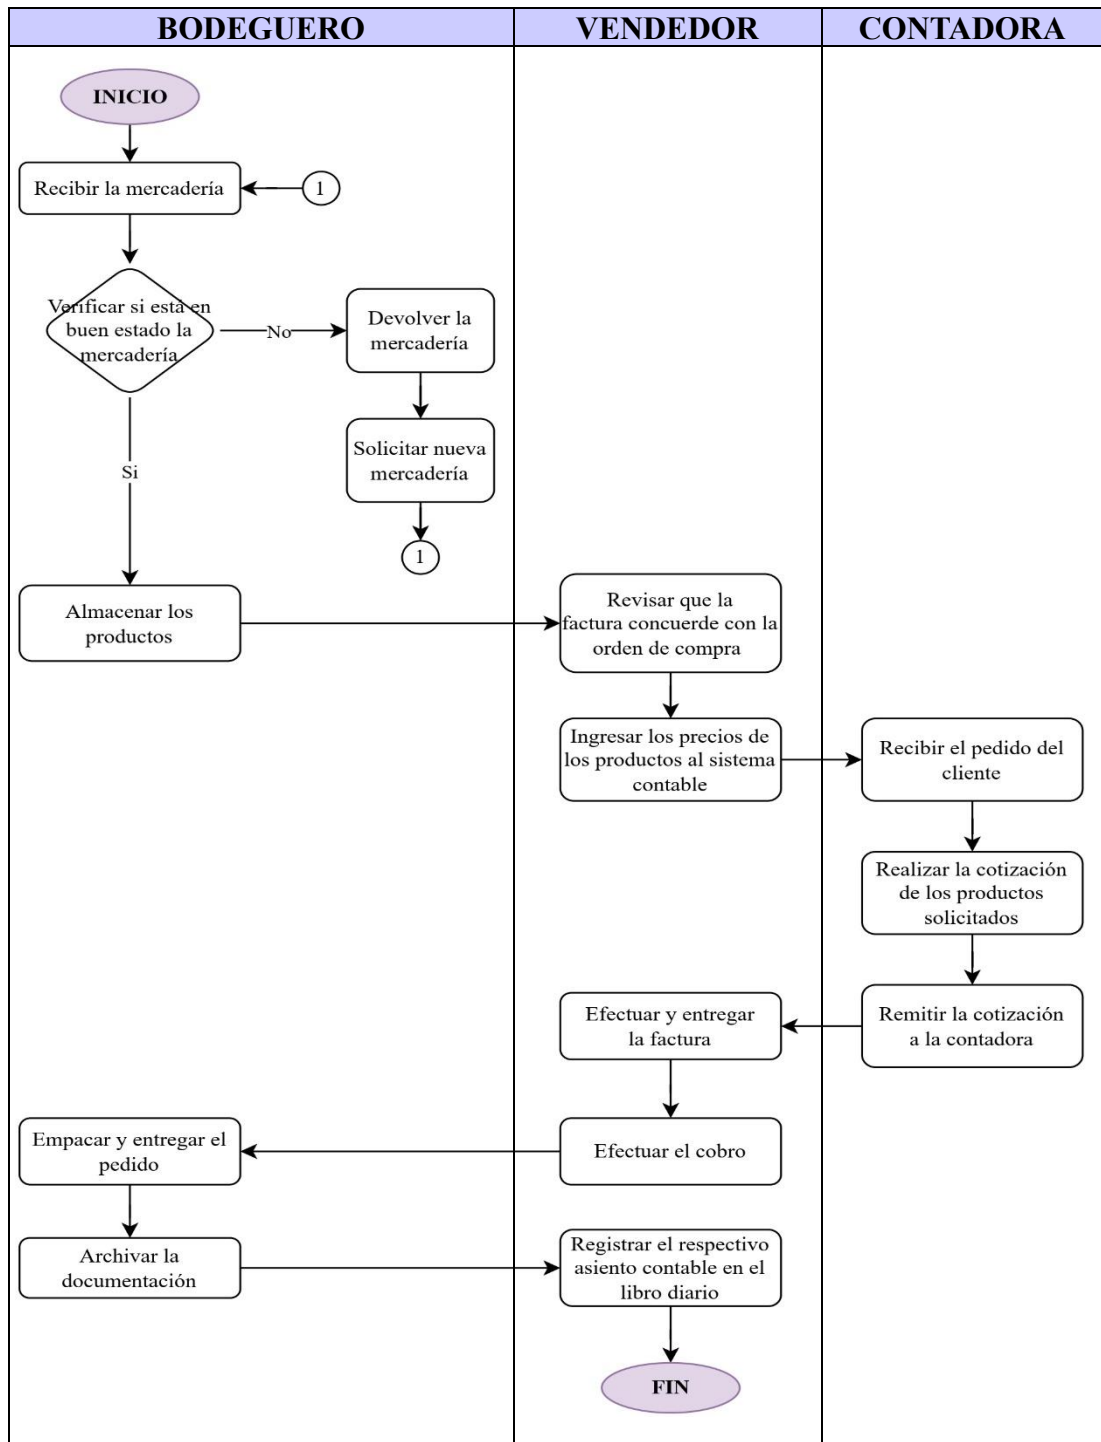 BODEGUERO
VENDEDOR
CONTADORA
INICIO
Recibir la mercadería
1
Verificar si está en
buen estado la
mercadería
No
Devolver la
mercadería
Solicitar nueva
mercadería
1
Si
Almacenar los
productos
Revisar que la
factura concuerde con la
orden de compra
Ingresar los precios de
los productos al sistema
contable
Recibir el pedido del
cliente
Realizar la cotización
de los productos
solicitados
Remitir la cotización
a la contadora
Efectuar y entregar
la factura
Efectuar el cobro
Empacar y entregar el
pedido
Archivar la
documentación
Registrar el respectivo
asiento contable en el
libro diario
FIN